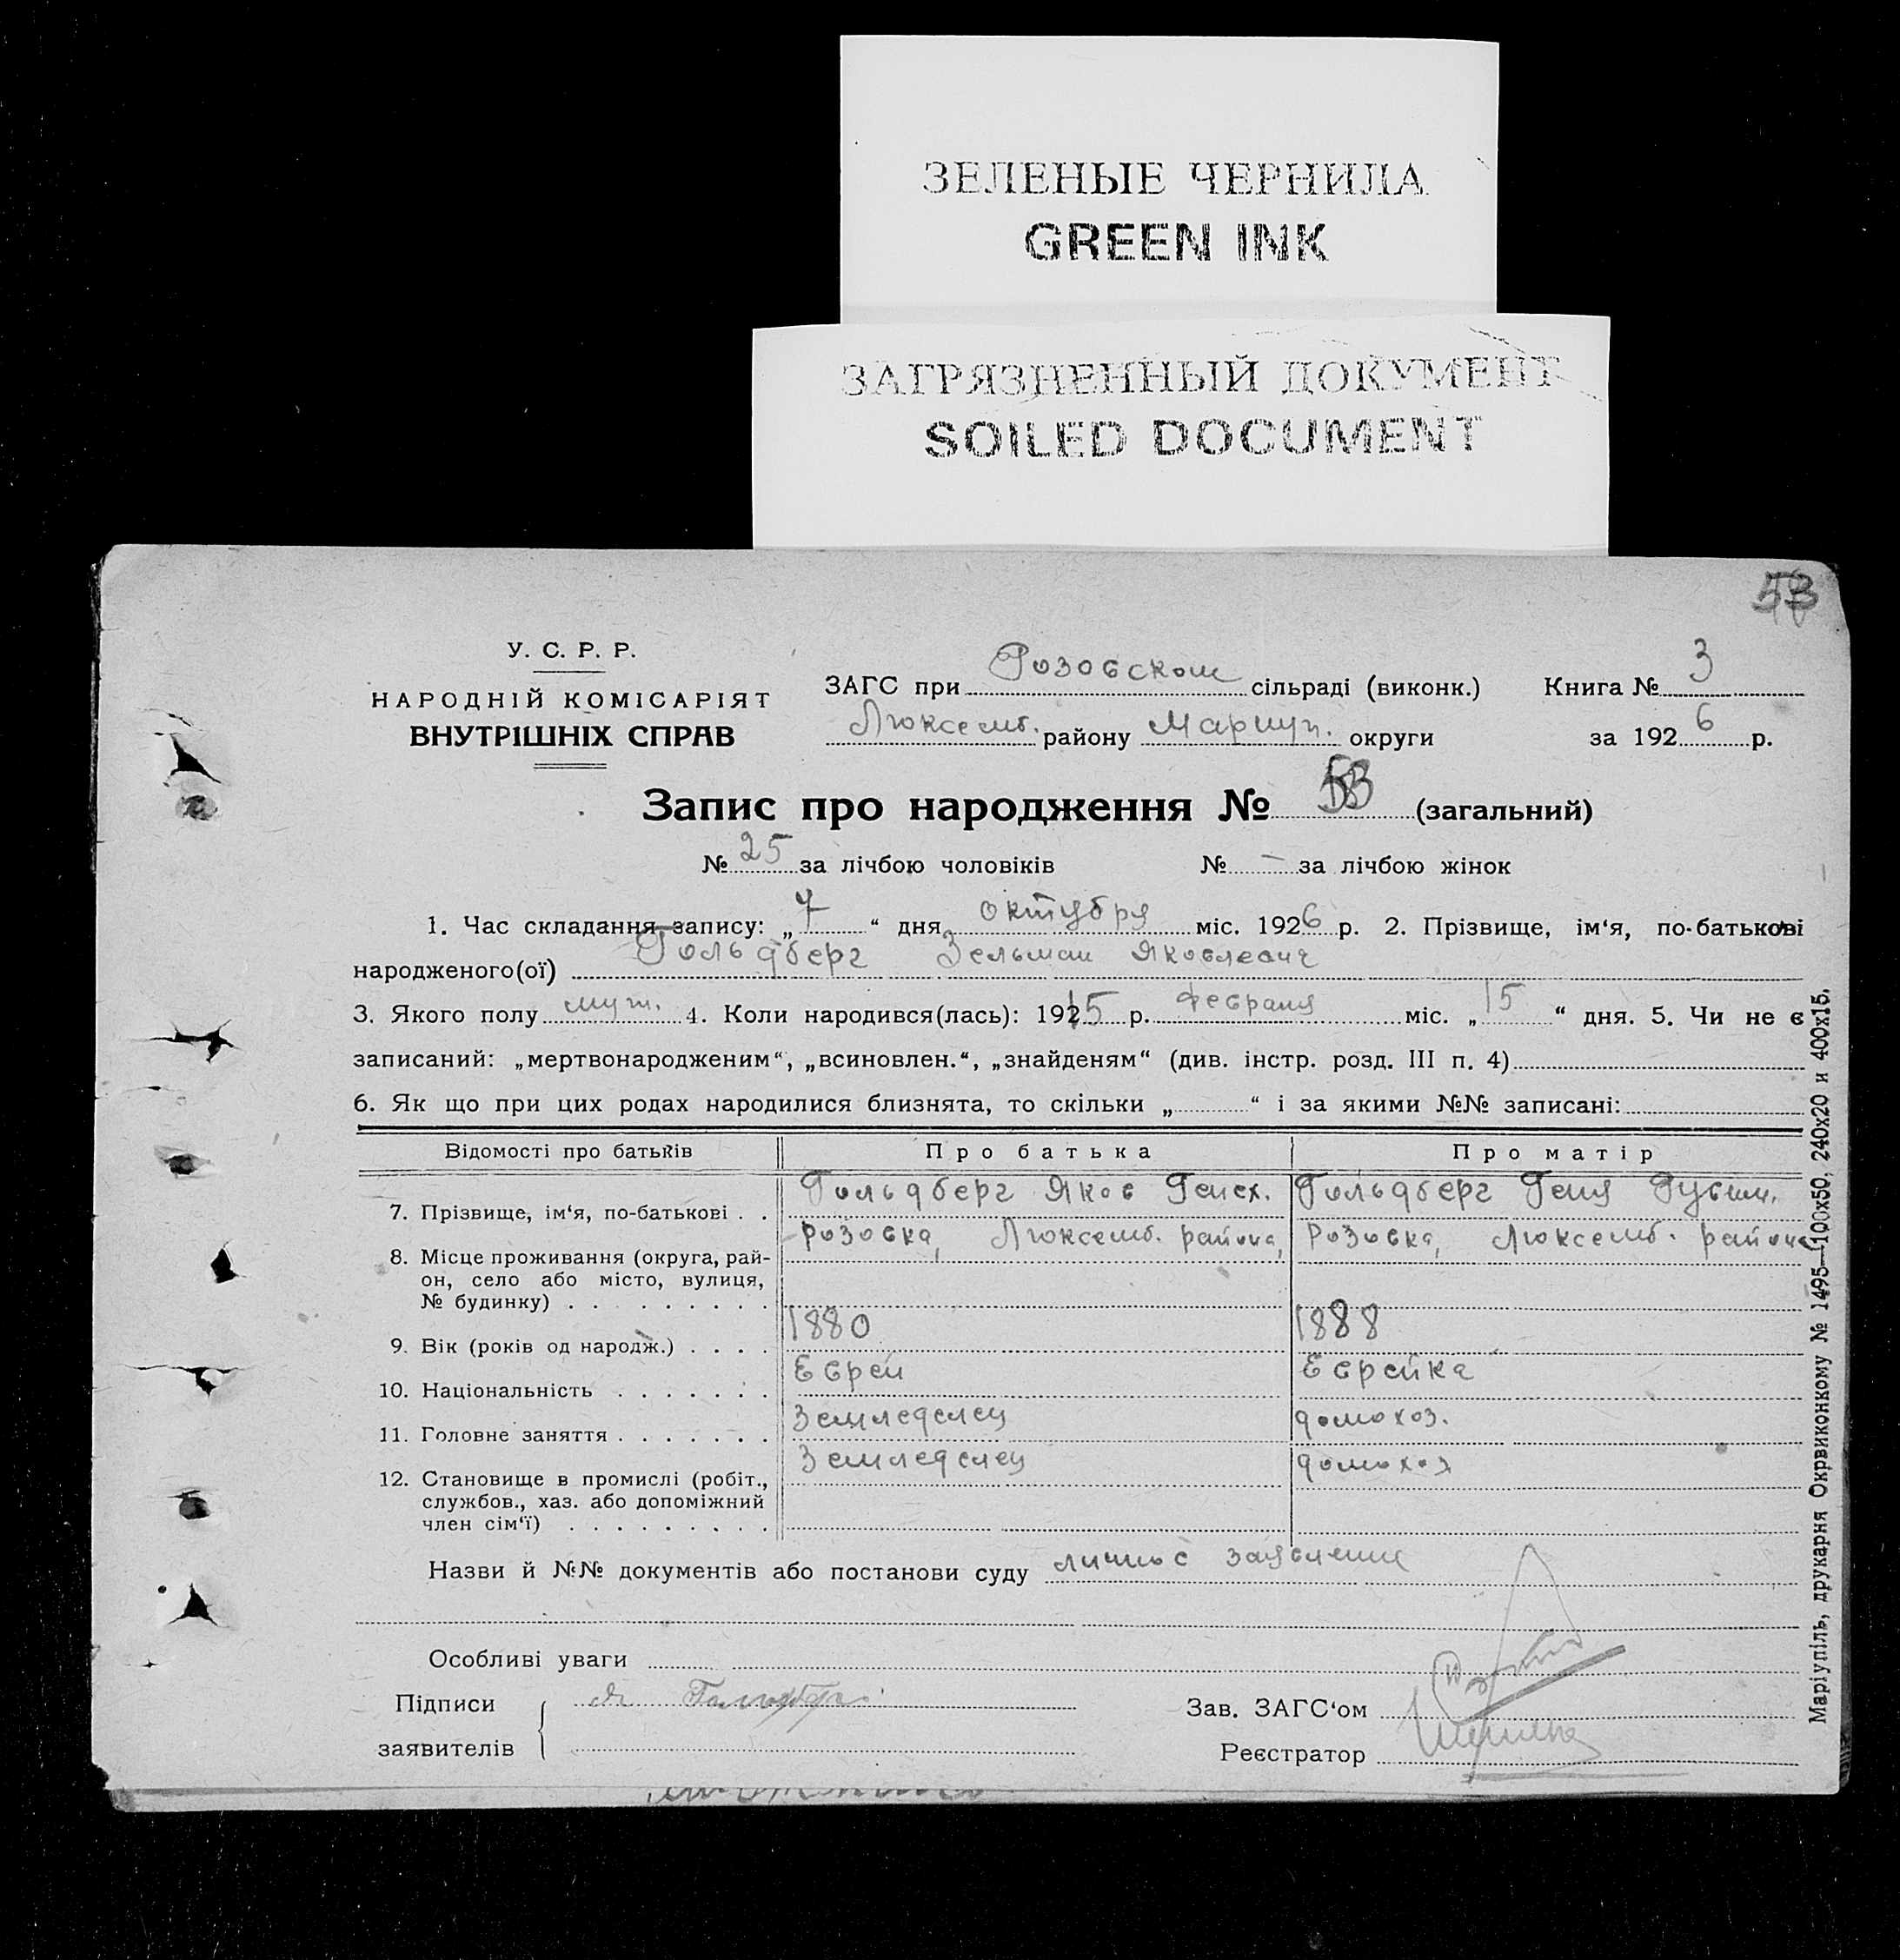 ЗЕЛЕНЫЕ ЧЕРНИЛА
GREEN INK
ЗАГРЯЗНЕННЫЙ ДОКУМЕНТ
SOILED DOCUMENT
53
У. С. Р. Р.
НАРОДНІЙ КОМІСАРІЯТ
ВНУТРІШНІХ СПРАВ
ЗАГС при Розовском сільраді (виконк.) Книга № 3
Люксемб. району Мариуп. округи за 1926 р.
Запис про народження № 53 (загальний)
№ 25 за лічбою чоловіків № — за лічбою жінок
1. Час складання запису: „7“ дня октября міс. 1926 р. 2. Прізвище, ім‘я, по-батькові
народженого(ої) Гольдберг Зельман Яковлевич
3. Якого полу муж. 4. Коли народився(лась): 1915 р. февраля міс. „15“ дня. 5. Чи не є
записаний: „мертвонародженим“, „всиновлен.“, „знайденям“ (див. інстр. розд. III п. 4)
6. Як що при цих родах народилися близнята, то скільки „ “ і за якими №№ записані:
Відомості про батьків Про батька Про матір
7. Прізвище, ім‘я, по-батькові . . Гольдберг Яков Генех. Гольдберг Геня Рувим.
8. Місце проживання (округа, рай- Розовка, Люксемб. района, Розовка, Люксемб. района
он, село або місто, вулиця,
№ будинку) . . . . . . . . .
9. Вік (років од народж.) . . . . 1880 1888
10. Національність . . . . . . . Еврей Еврейка
11. Головне заняття . . . . . . . Земледелец домохоз.
12. Становище в промислі (робіт., Земледелец домохоз
службов., хаз. або допоміжний
член сім‘ї) . . . . . . . . .
Назви й №№ документів або постанови суду личное заявление
Особливі уваги
Підписи
заявителів
Зав. ЗАГС‘ом
Реєстратор
Маріупіль, друкарня Окрвиконкому № 1495—100х50, 240х20 и 400х15.